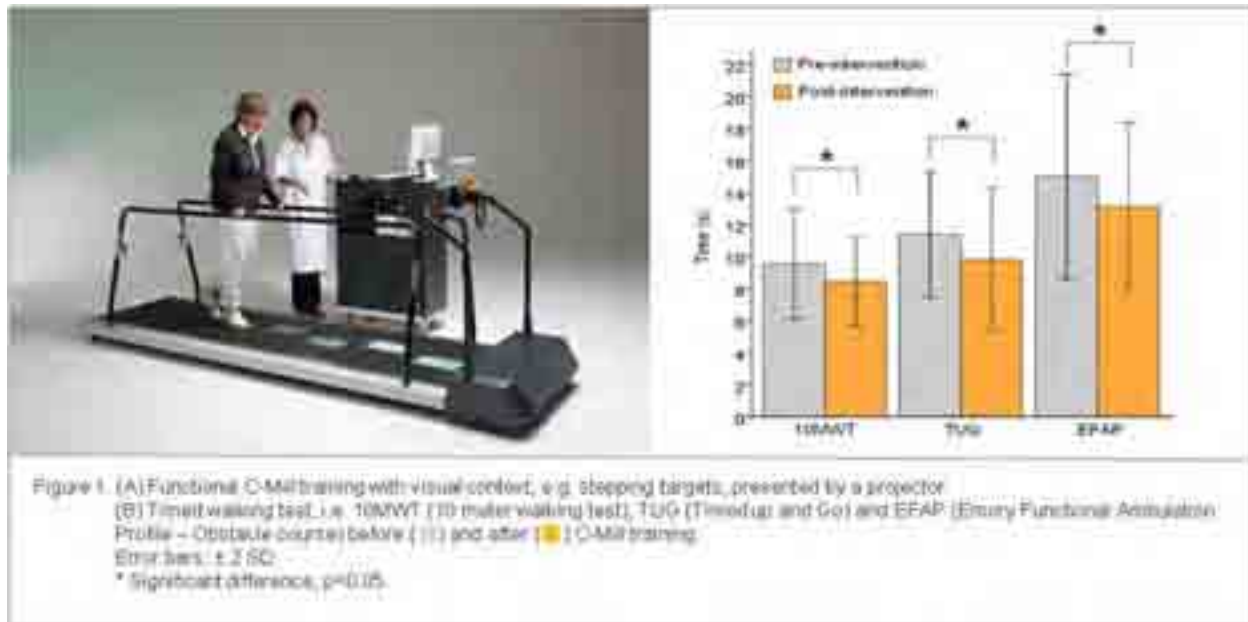 *
Pre-intervention
Post-intervention
*
*
22
20
18
16
14
12
10
8
6
4
2
0
Time (s)
10MWT
TUG
EFAP
Figure 1. (A) Functional C-Mill training with visual context, e.g. stepping targets, presented by a projector
(B) Timed walking test, i.e. 10MWT (10 meter walking test), TUG (Timed up and Go) and EFAP (Emory Functional Ambulation
Profile – Obstacle course) before ( ) and after ( ) C-Mill training
Error bars: ± 2 SD
* Significant difference, p=0.05